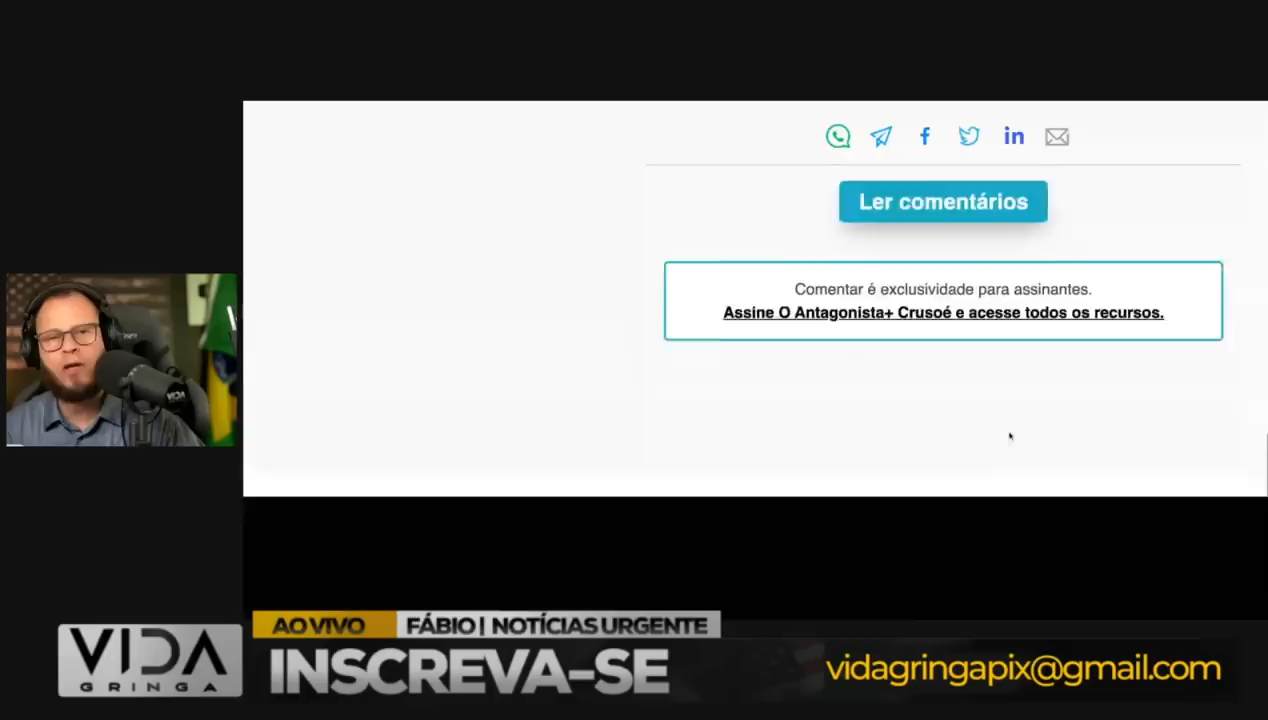 Ler comentários
Comentar é exclusividade para assinantes.
Assine O Antagonista+ Crusoé e acesse todos os recursos.
AO VIVO
FÁBIO | NOTÍCIAS URGENTE
VIDA
GRINGA
INSCREVA-SE
vidagringapix@gmail.com